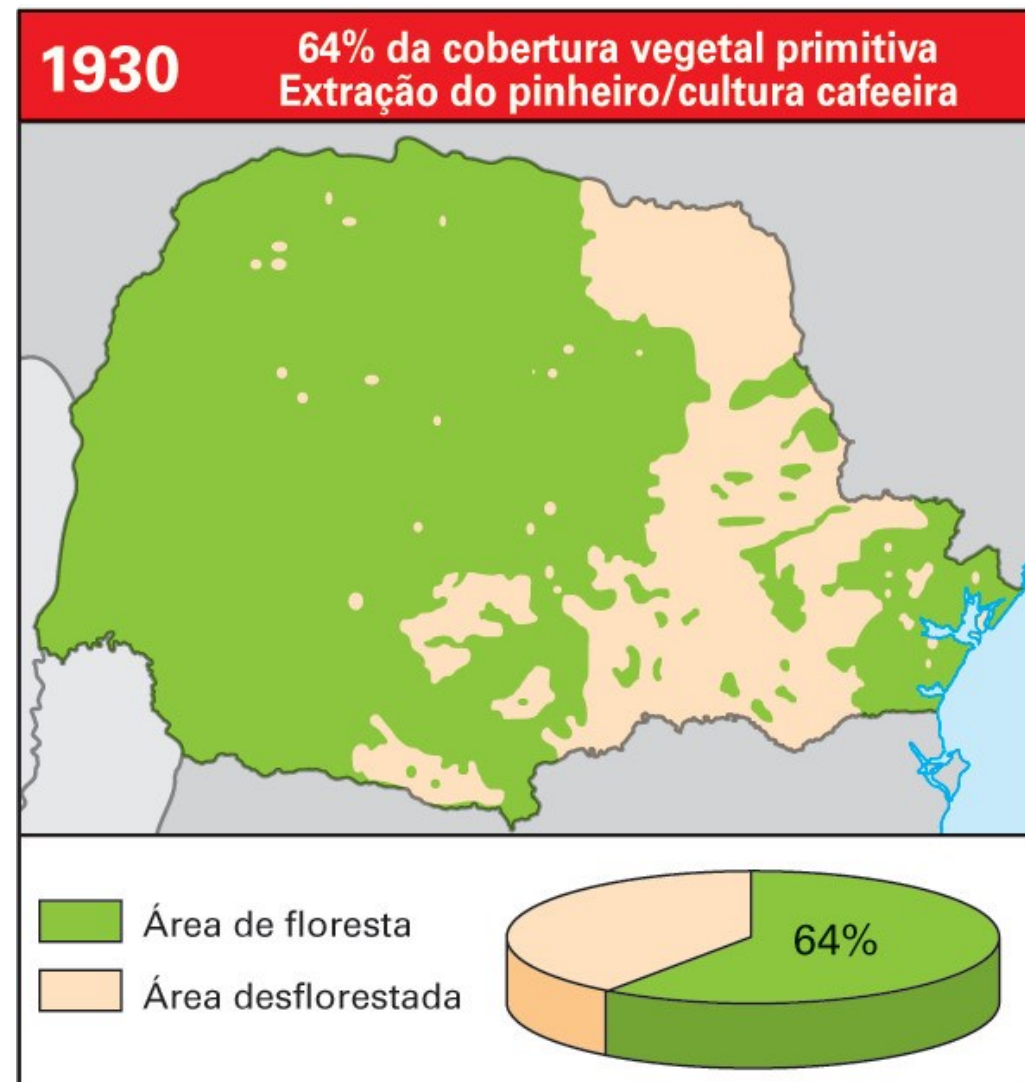 1930
64% da cobertura vegetal primitiva
Extração do pinheiro/cultura cafeeira
Área de floresta
Área desflorestada
64%